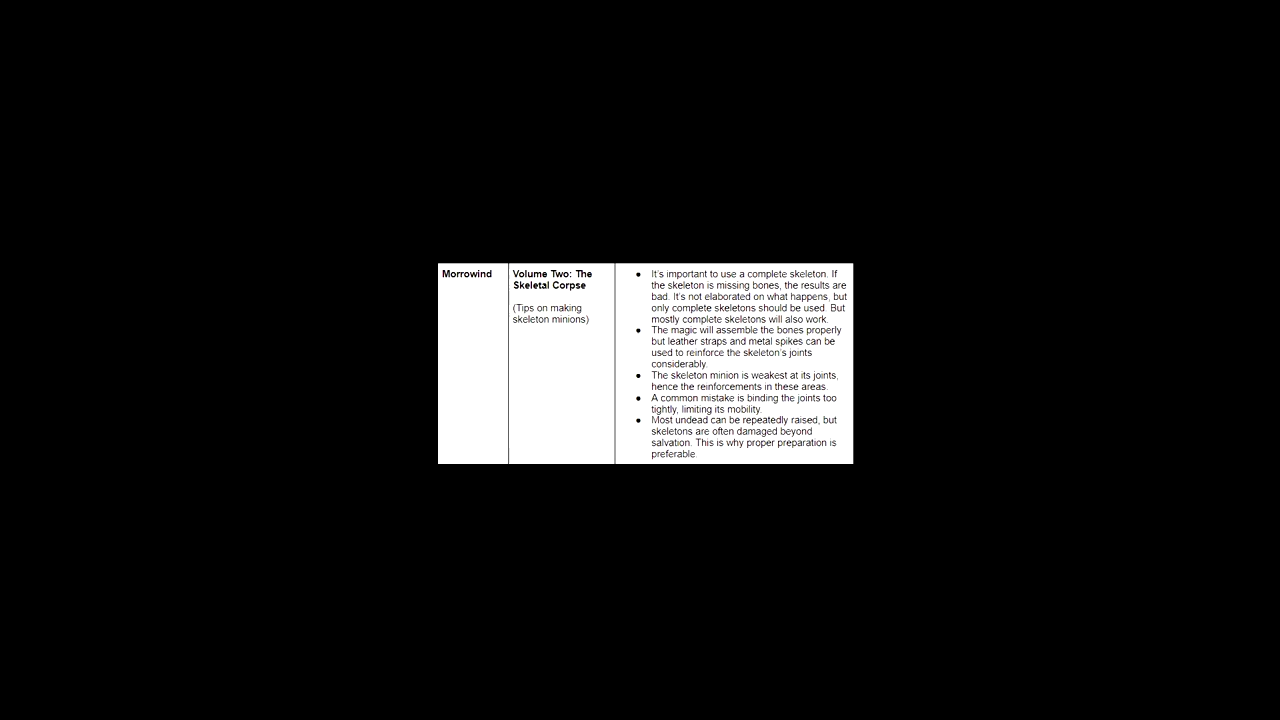 Morrowind
Volume Two: The
Skeletal Corpse
(Tips on making
skeleton minions)
● It's important to use a complete skeleton. If
the skeleton is missing bones, the results are
bad. It's not elaborated on what happens, but
only complete skeletons should be used. But
mostly complete skeletons will also work.
● The magic will assemble the bones properly
but leather straps and metal spikes can be
used to reinforce the skeleton's joints
considerably.
● The skeleton minion is weakest at its joints,
hence the reinforcements in these areas.
● A common mistake is binding the joints too
tightly, limiting its mobility.
● Most undead can be repeatedly raised, but
skeletons are often damaged beyond
salvation. This is why proper preparation is
preferable.